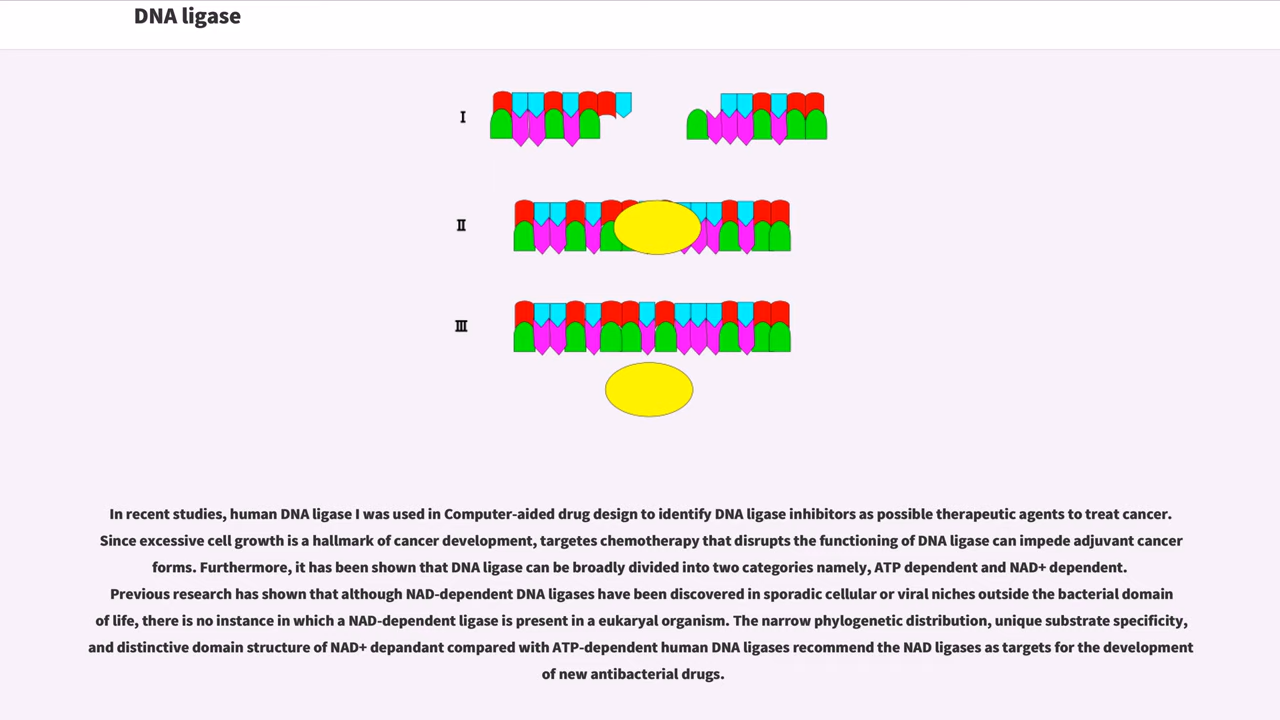 DNA ligase
I
II
III
In recent studies, human DNA ligase I was used in Computer-aided drug design to identify DNA ligase inhibitors as possible therapeutic agents to treat cancer.
Since excessive cell growth is a hallmark of cancer development, targetes chemotherapy that disrupts the functioning of DNA ligase can impede adjuvant cancer
forms. Furthermore, it has been shown that DNA ligase can be broadly divided into two categories namely, ATP dependent and NAD+ dependent.
Previous research has shown that although NAD-dependent DNA ligases have been discovered in sporadic cellular or viral niches outside the bacterial domain
of life, there is no instance in which a NAD-dependent ligase is present in a eukaryal organism. The narrow phylogenetic distribution, unique substrate specificity,
and distinctive domain structure of NAD+ depandant compared with ATP-dependent human DNA ligases recommend the NAD ligases as targets for the development
of new antibacterial drugs.